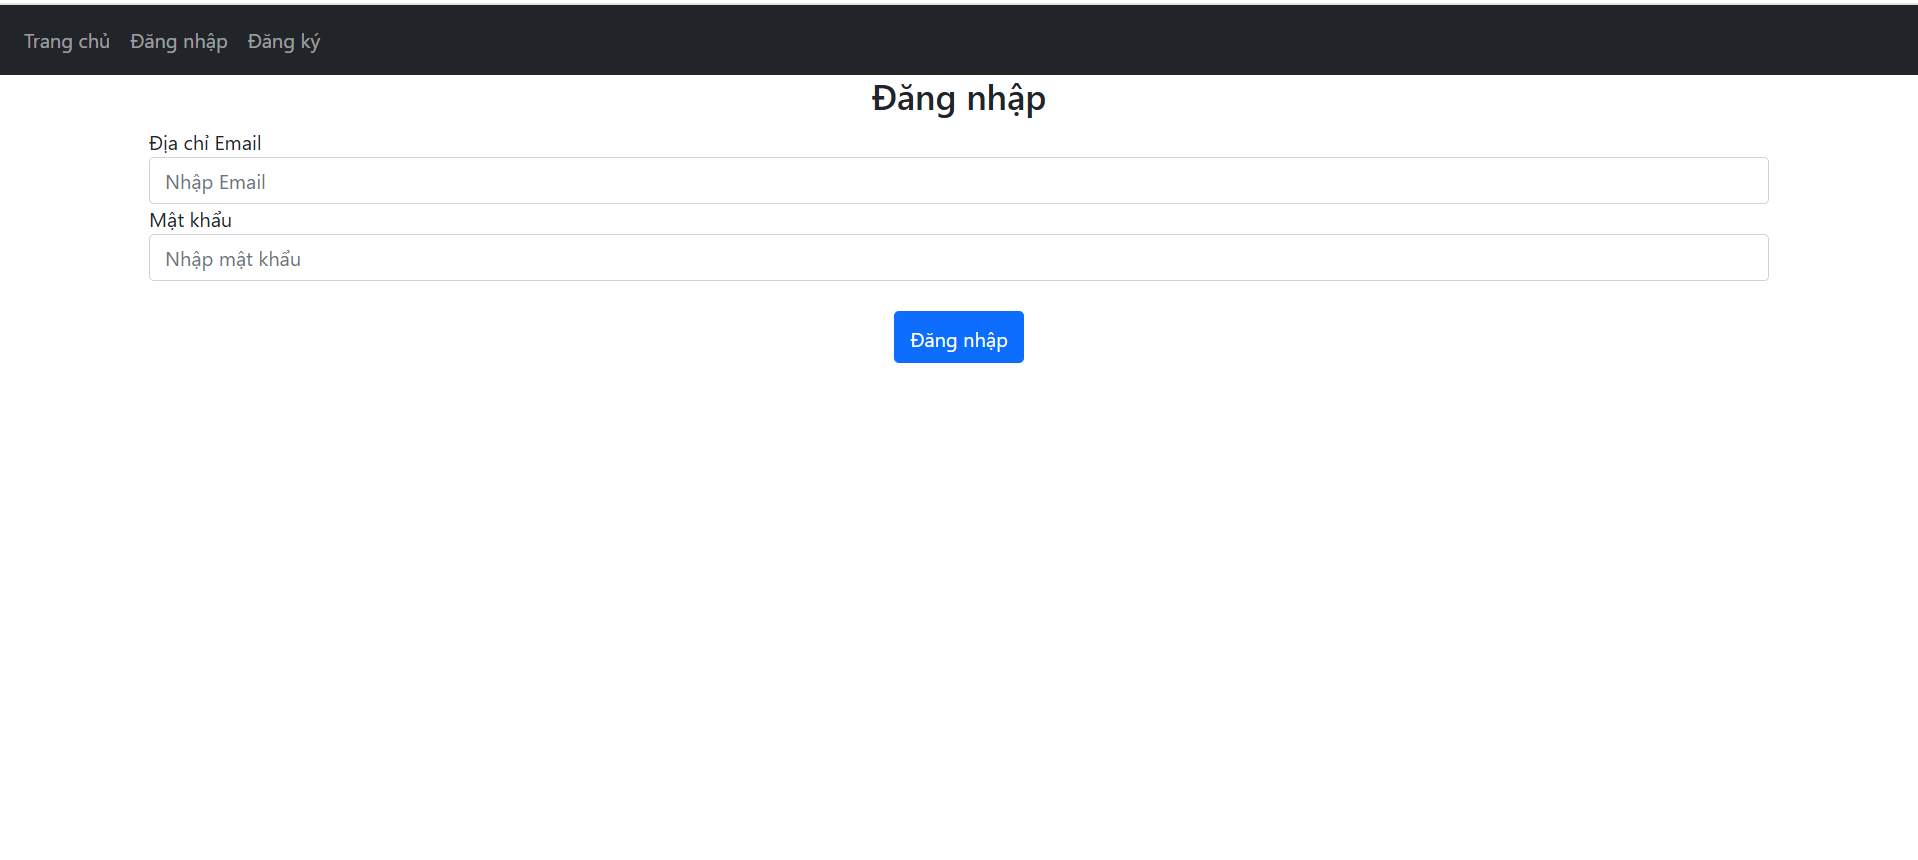 Trang chủ Đăng nhập Đăng ký
Đăng nhập
Địa chỉ Email
Nhập Email
Mật khẩu
Nhập mật khẩu
Đăng nhập